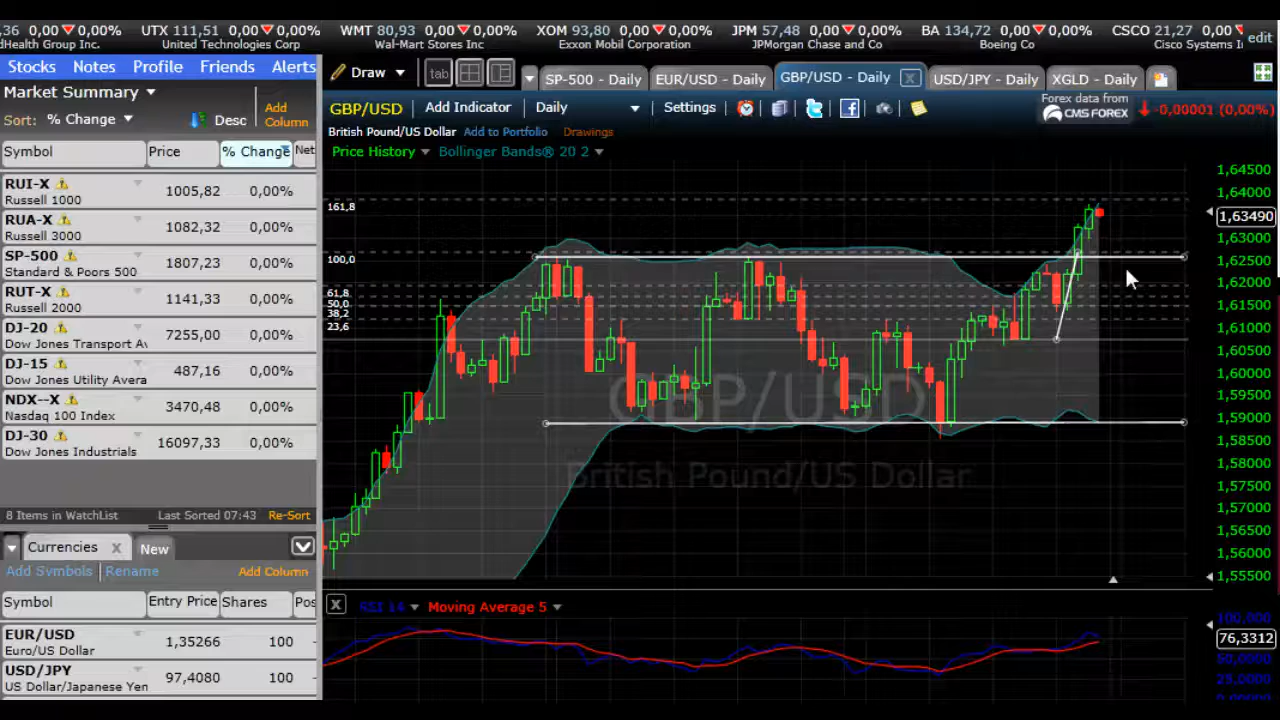 ,36 0,00 0,00% UTX 111,51 0,00 0,00% WMT 80,93 0,00 0,00% XOM 93,80 0,00 0,00% JPM 57,48 0,00 0,00% BA 134,72 0,00 0,00% CSCO 21,27 0,00
dHealth Group Inc. United Technologies Corp Wal-Mart Stores Inc Exxon Mobil Corporation JPMorgan Chase and Co Boeing Co Cisco Systems I edit
Stocks Notes Profile Friends Alerts
Draw tab SP-500 - Daily EUR/USD - Daily GBP/USD - Daily X USD/JPY - Daily XGLD - Daily
Market Summary
Sort: % Change Desc Add Column
GBP/USD Add Indicator Daily Settings Forex data from CMS FOREX -0,00001 (0,00%)
British Pound/US Dollar Add to Portfolio Drawings
Price History Bollinger Bands® 20 2
Symbol Price % Change Net
RUI-X 1005,82 0,00%
Russell 1000
RUA-X 1082,32 0,00%
Russell 3000
SP-500 1807,23 0,00%
Standard & Poors 500
RUT-X 1141,33 0,00%
Russell 2000
DJ-20 7255,00 0,00%
Dow Jones Transport Av
DJ-15 487,16 0,00%
Dow Jones Utility Avera
NDX--X 3470,48 0,00%
Nasdaq 100 Index
DJ-30 16097,33 0,00%
Dow Jones Industrials
8 Items in WatchList Last Sorted 07:43 Re-Sort
Currencies X New
Add Symbols Rename Add Column
Symbol Entry Price Shares Pos
EUR/USD 1,35266 100 -
Euro/US Dollar
USD/JPY 97,4080 100 -
US Dollar/Japanese Yen
161,8
100,0
61,8
50,0
38,2
23,6
GBP/USD
British Pound/US Dollar
1,64500
1,64000
1,63490
1,63000
1,62500
1,62000
1,61500
1,61000
1,60500
1,60000
1,59500
1,59000
1,58500
1,58000
1,57500
1,57000
1,56500
1,56000
1,55500
X RSI 14 Moving Average 5
100,000
76,3312
50,0000
25,0000
0,00000